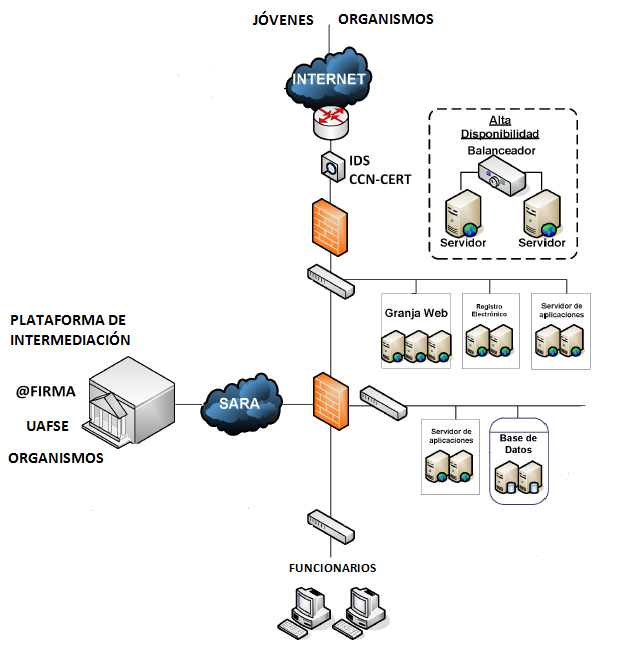 JÓVENES
ORGANISMOS
INTERNET
IDS
CCN-CERT
Alta
Disponibilidad
Balanceador
Servidor
Servidor
Granja Web
Registro
Electrónico
Servidor de
aplicaciones
PLATAFORMA DE
INTERMEDIACIÓN
@FIRMA
UAFSE
ORGANISMOS
SARA
Servidor de
aplicaciones
Base de
Datos
FUNCIONARIOS